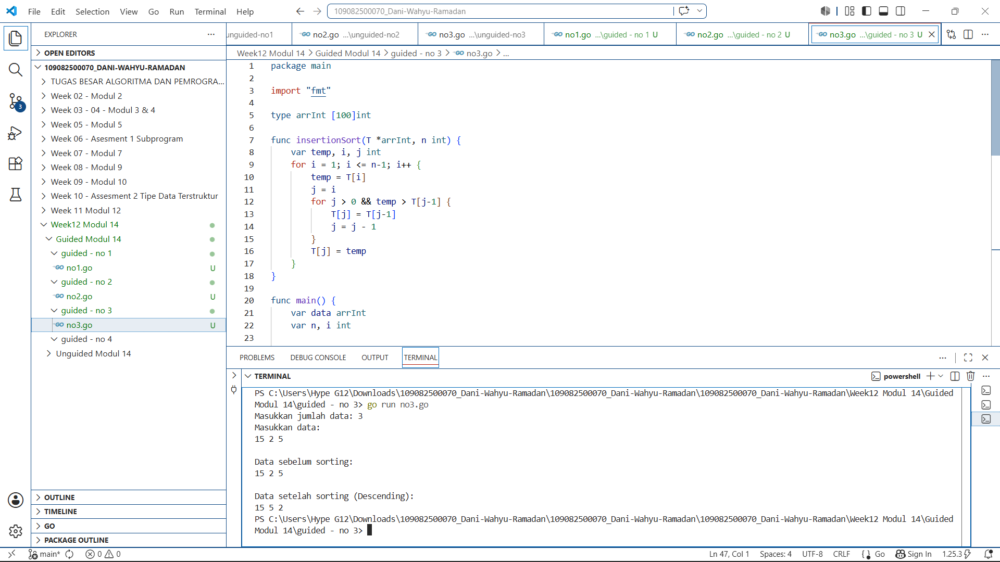 File Edit Selection View Go Run Terminal Help
109082500070_Dani-Wahyu-Ramadan
EXPLORER
unguided-no1
no2.go ...\unguided-no2
no3.go ...\unguided-no3
no1.go ...\guided - no 1 U
no2.go ...\guided - no 2 U
no3.go ...\guided - no 3 U
OPEN EDITORS
109082500070_DANI-WAHYU-RAMADAN
TUGAS BESAR ALGORITMA DAN PEMROGRA...
Week 02 - Modul 2
Week 03 - 04 - Modul 3 & 4
Week 05 - Modul 5
Week 06 - Asesment 1 Subprogram
Week 07 - Modul 7
Week 08 - Modul 9
Week 09 - Modul 10
Week 10 - Assesment 2 Tipe Data Terstruktur
Week 11 Modul 12
Week12 Modul 14
Guided Modul 14
guided - no 1
no1.go U
guided - no 2
no2.go U
guided - no 3
no3.go U
guided - no 4
Unguided Modul 14
OUTLINE
TIMELINE
GO
PACKAGE OUTLINE
3
Week12 Modul 14 > Guided Modul 14 > guided - no 3 > no3.go > ...
1 package main
2
3 import "fmt"
4
5 type arrInt [100]int
6
7 func insertionSort(T *arrInt, n int) {
8 var temp, i, j int
9 for i = 1; i <= n-1; i++ {
10 temp = T[i]
11 j = i
12 for j > 0 && temp > T[j-1] {
13 T[j] = T[j-1]
14 j = j - 1
15 }
16 T[j] = temp
17 }
18 }
19
20 func main() {
21 var data arrInt
22 var n, i int
23
PROBLEMS DEBUG CONSOLE OUTPUT TERMINAL
TERMINAL
powershell
PS C:\Users\Hype G12\Downloads\109082500070_Dani-Wahyu-Ramadan\109082500070_Dani-Wahyu-Ramadan\109082500070_Dani-Wahyu-Ramadan\Week12 Modul 14\Guided
Modul 14\guided - no 3> go run no3.go
Masukkan jumlah data: 3
Masukkan data:
15 2 5
Data sebelum sorting:
15 2 5
Data setelah sorting (Descending):
15 5 2
PS C:\Users\Hype G12\Downloads\109082500070_Dani-Wahyu-Ramadan\109082500070_Dani-Wahyu-Ramadan\109082500070_Dani-Wahyu-Ramadan\Week12 Modul 14\Guided
Modul 14\guided - no 3>
main* 0 0
Ln 47, Col 1 Spaces: 4 UTF-8 CRLF Go Sign In 1.25.3